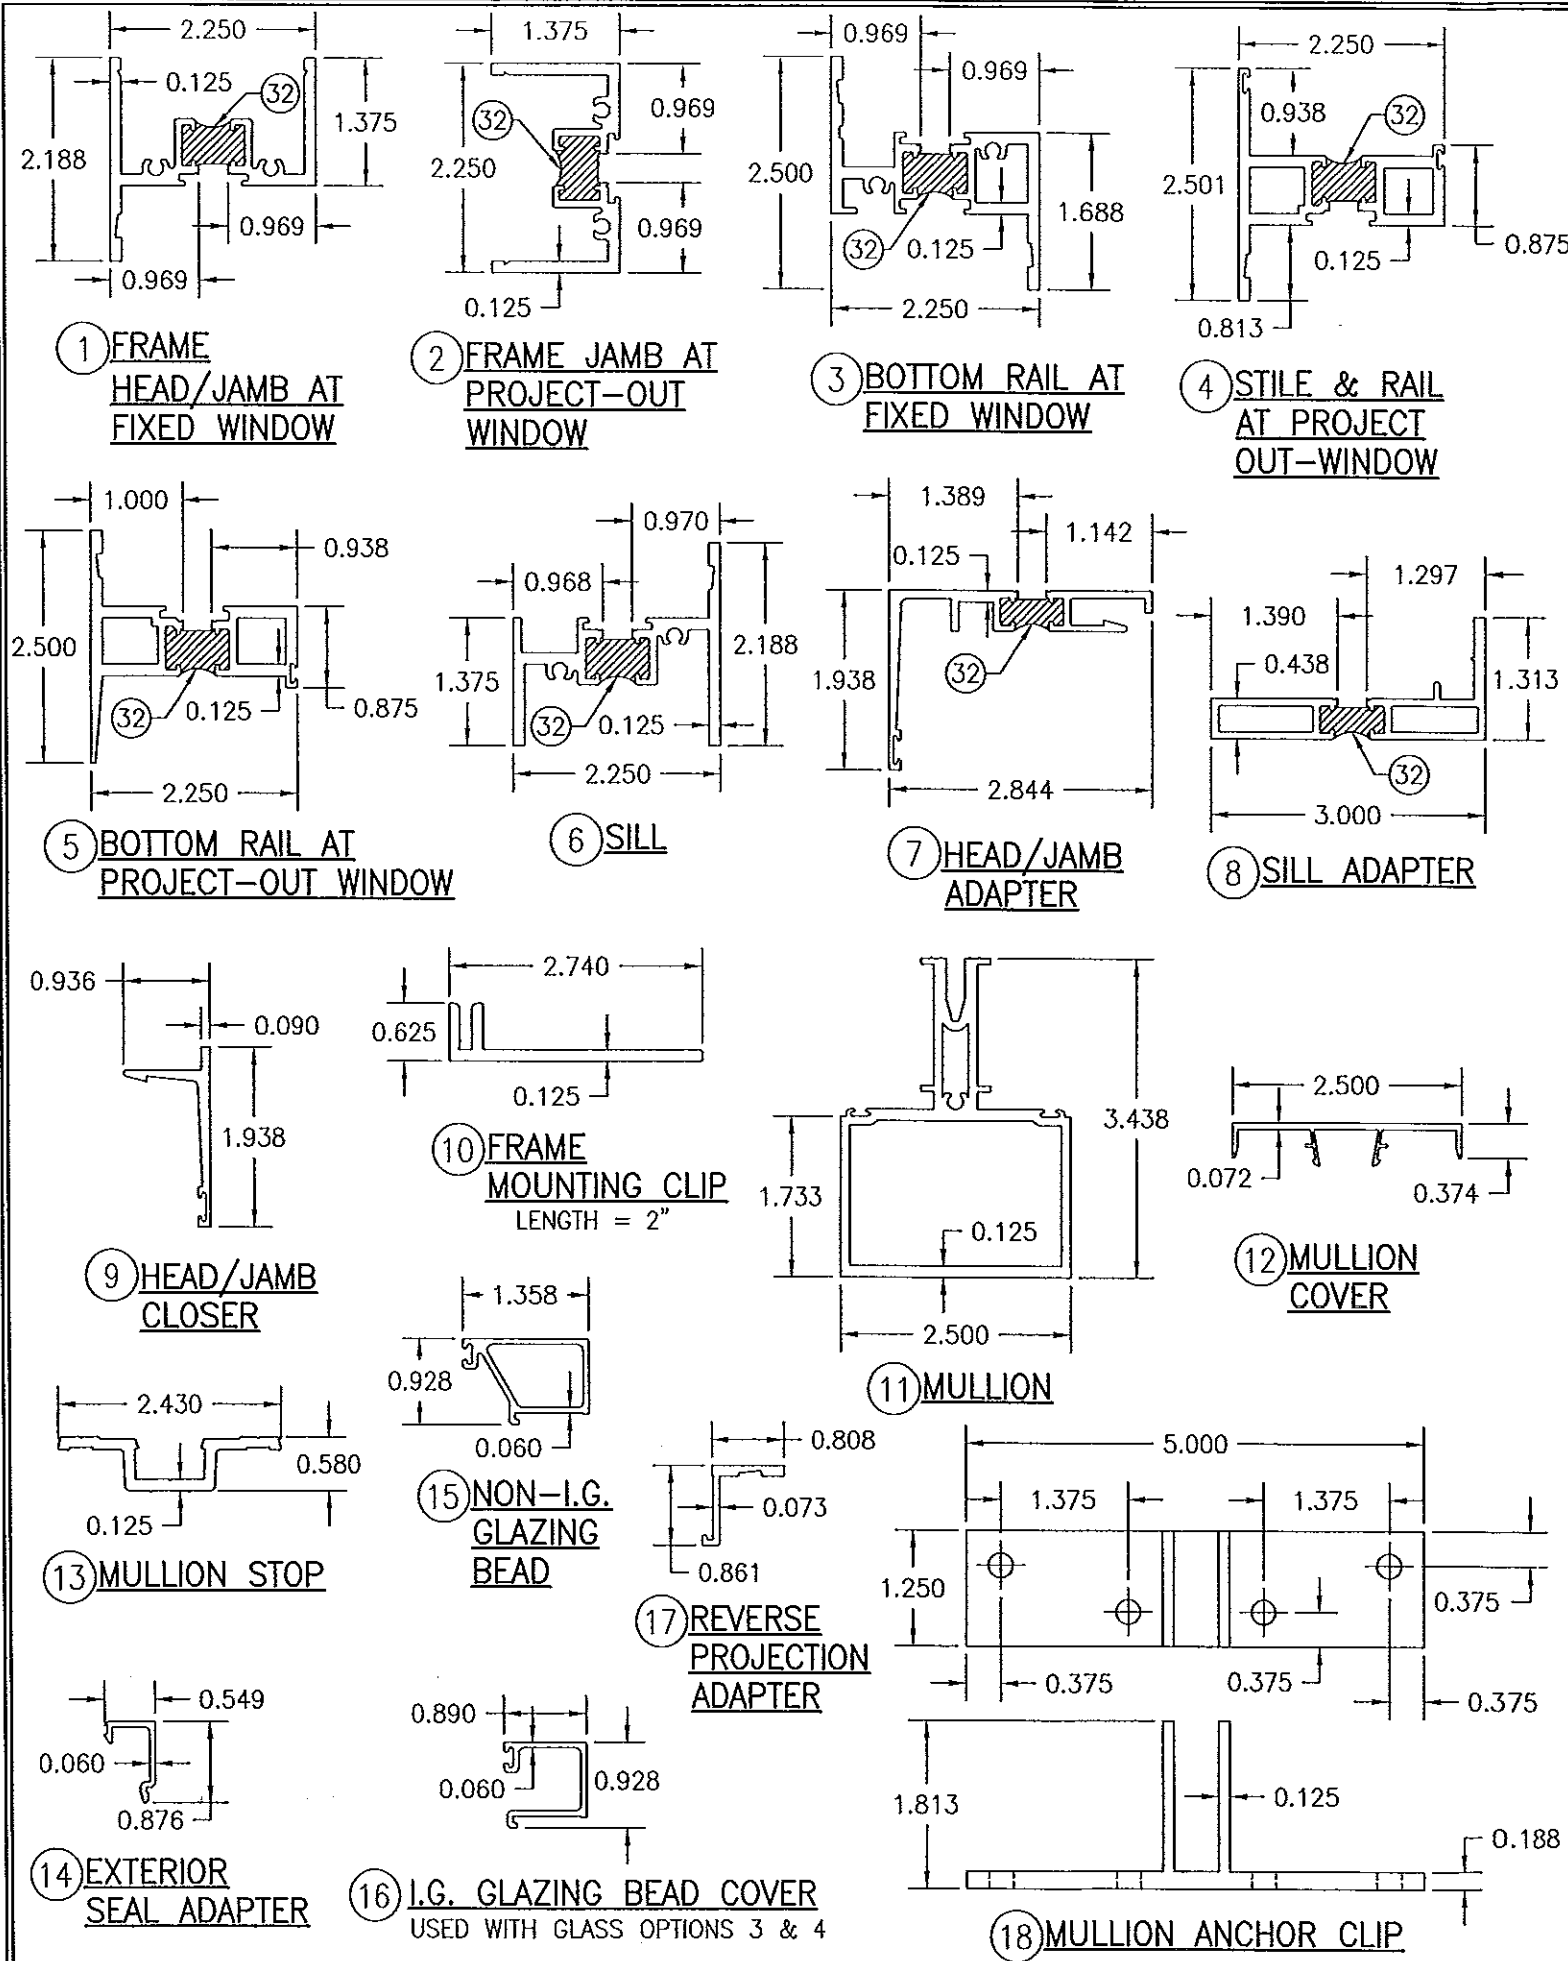 2.250
0.125
32
2.188
1.375
0.969
0.969
1 FRAME
HEAD/JAMB AT
FIXED WINDOW
1.375
32
0.969
2.250
0.969
0.125
2 FRAME JAMB AT
PROJECT-OUT
WINDOW
0.969
0.969
2.500
1.688
32
0.125
2.250
3 BOTTOM RAIL AT
FIXED WINDOW
2.250
0.938
32
2.501
0.125
0.875
0.813
4 STILE & RAIL
AT PROJECT
OUT-WINDOW
1.000
0.938
2.500
32
0.125
0.875
2.250
5 BOTTOM RAIL AT
PROJECT-OUT WINDOW
0.970
0.968
2.188
1.375
32
0.125
2.250
6 SILL
1.389
1.142
0.125
1.938
32
2.844
7 HEAD/JAMB
ADAPTER
1.297
1.390
0.438
1.313
32
3.000
8 SILL ADAPTER
0.936
0.090
1.938
9 HEAD/JAMB
CLOSER
2.740
0.625
0.125
10 FRAME
MOUNTING CLIP
LENGTH = 2"
3.438
1.733
0.125
2.500
11 MULLION
2.500
0.072
0.374
12 MULLION
COVER
2.430
0.580
0.125
13 MULLION STOP
1.358
0.928
0.060
15 NON-I.G.
GLAZING
BEAD
0.808
0.073
0.861
17 REVERSE
PROJECTION
ADAPTER
5.000
1.375
1.375
1.250
0.375
0.375
0.375
0.375
1.813
0.125
0.188
18 MULLION ANCHOR CLIP
0.549
0.060
0.876
14 EXTERIOR
SEAL ADAPTER
0.890
0.060
0.928
16 I.G. GLAZING BEAD COVER
USED WITH GLASS OPTIONS 3 & 4